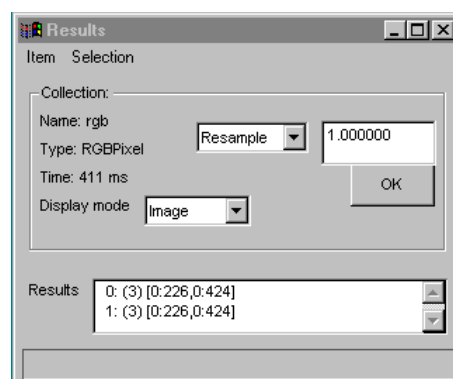 Results
Item Selection
Collection:
Name: rgb
Type: RGBPixel
Resample
1.000000
Time: 411 ms
OK
Display mode
Image
Results
0: (3) [0:226,0:424]
1: (3) [0:226,0:424]